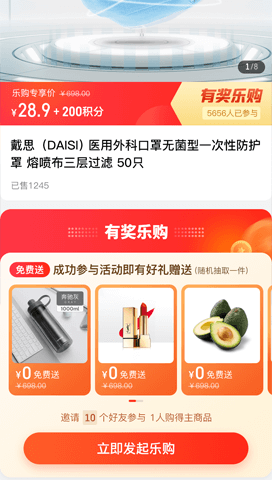 1/8
乐购专享价 ¥698.00
¥28.9+200积分
有奖乐购
5656人已参与
戴思（DAISI）医用外科口罩无菌型一次性防护
罩 熔喷布三层过滤 50只
已售1245
有奖乐购
免费送 成功参与活动即有好礼赠送 (随机抽取一件)
奔驰灰
1000ml
¥0 免费送 ¥0 免费送 ¥0 免费送
¥698.00 ¥698.00 ¥698.00
邀请 10 个好友参与 1人购得主商品
立即发起乐购